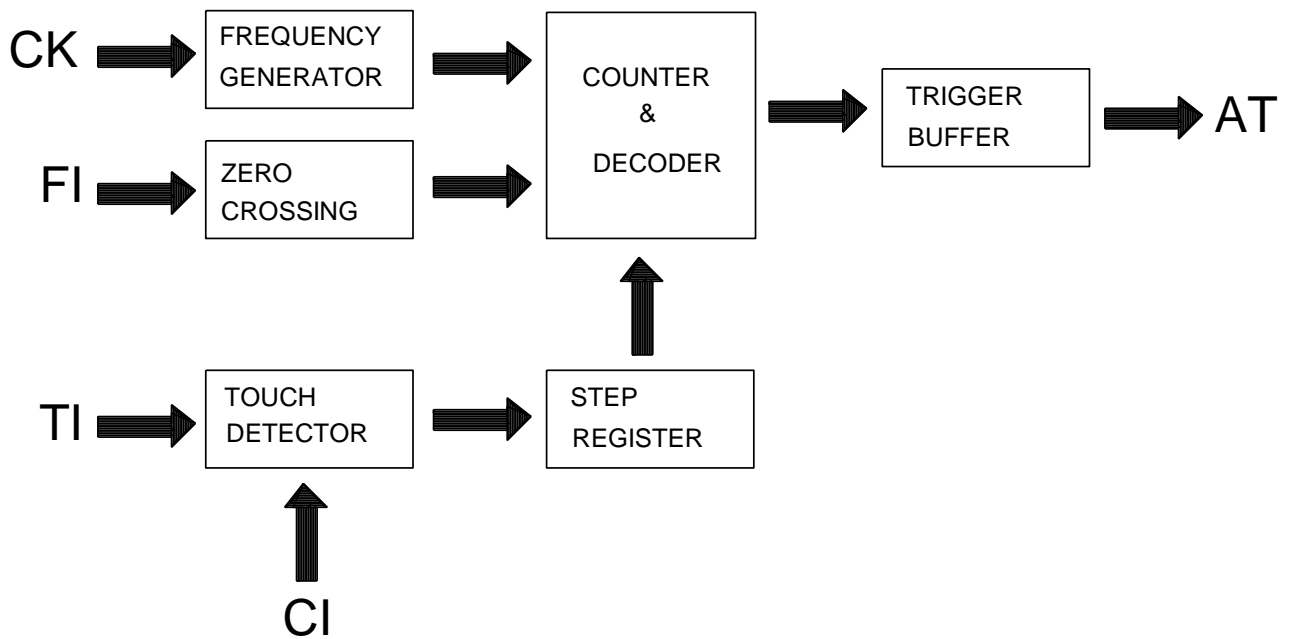 CK
FREQUENCY
GENERATOR
COUNTER
&
DECODER
TRIGGER
BUFFER
AT
FI
ZERO
CROSSING
TI
TOUCH
DETECTOR
STEP
REGISTER
CI